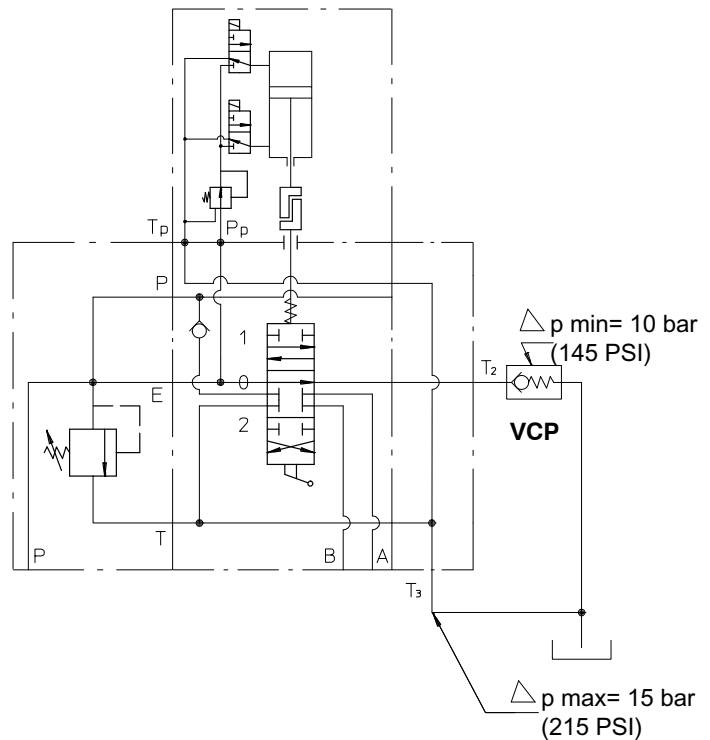 Tp Pp
P
1
△ p min= 10 bar
(145 PSI)
E 0 T2
VCP
2
P T B A
T3
△ p max= 15 bar
(215 PSI)